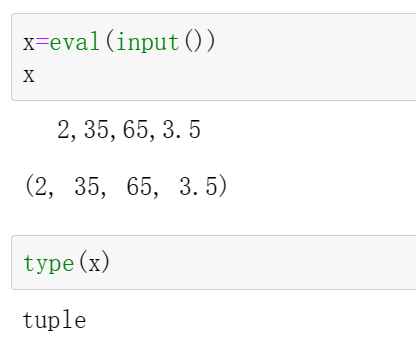 x=eval(input())
x
2,35,65,3.5
(2, 35, 65, 3.5)
type(x)
tuple